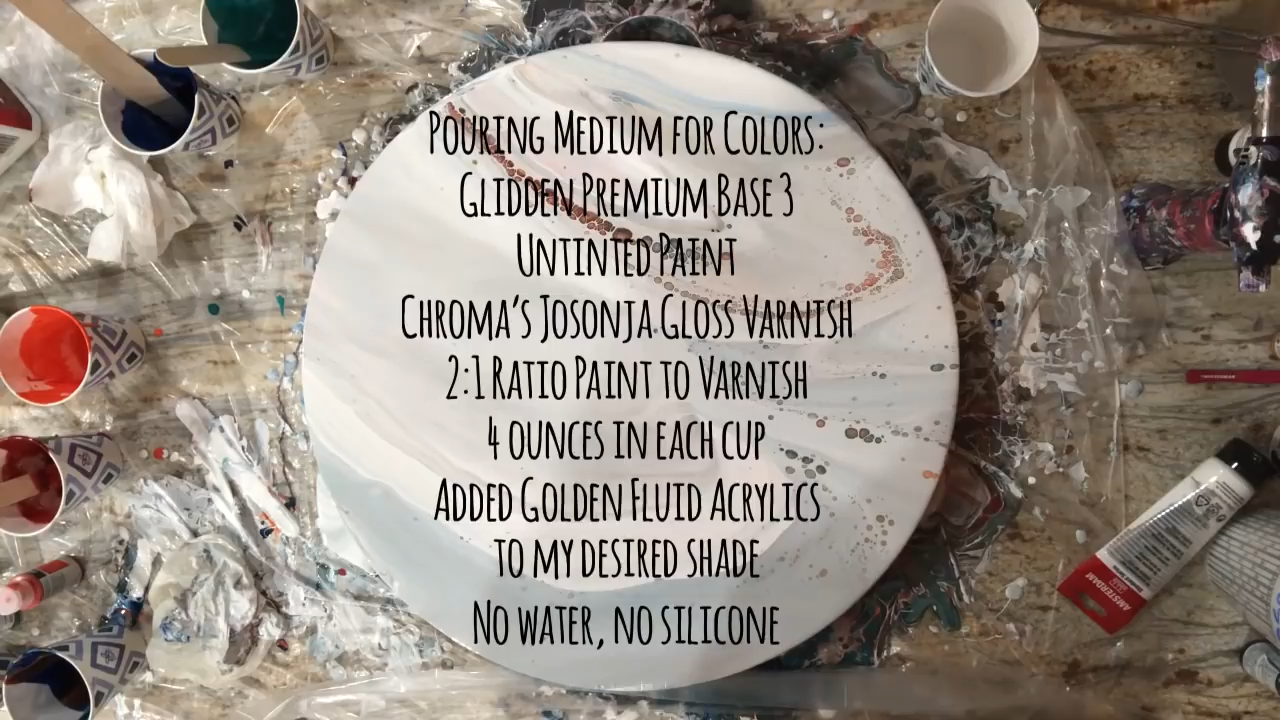 Pouring Medium for Colors:
Glidden Premium Base 3
Untinted Paint
Chroma's Josonja Gloss Varnish
2:1 Ratio Paint to Varnish
4 ounces in each cup
Added Golden Fluid Acrylics
to my desired shade
No water, no silicone
AMSTERDAM